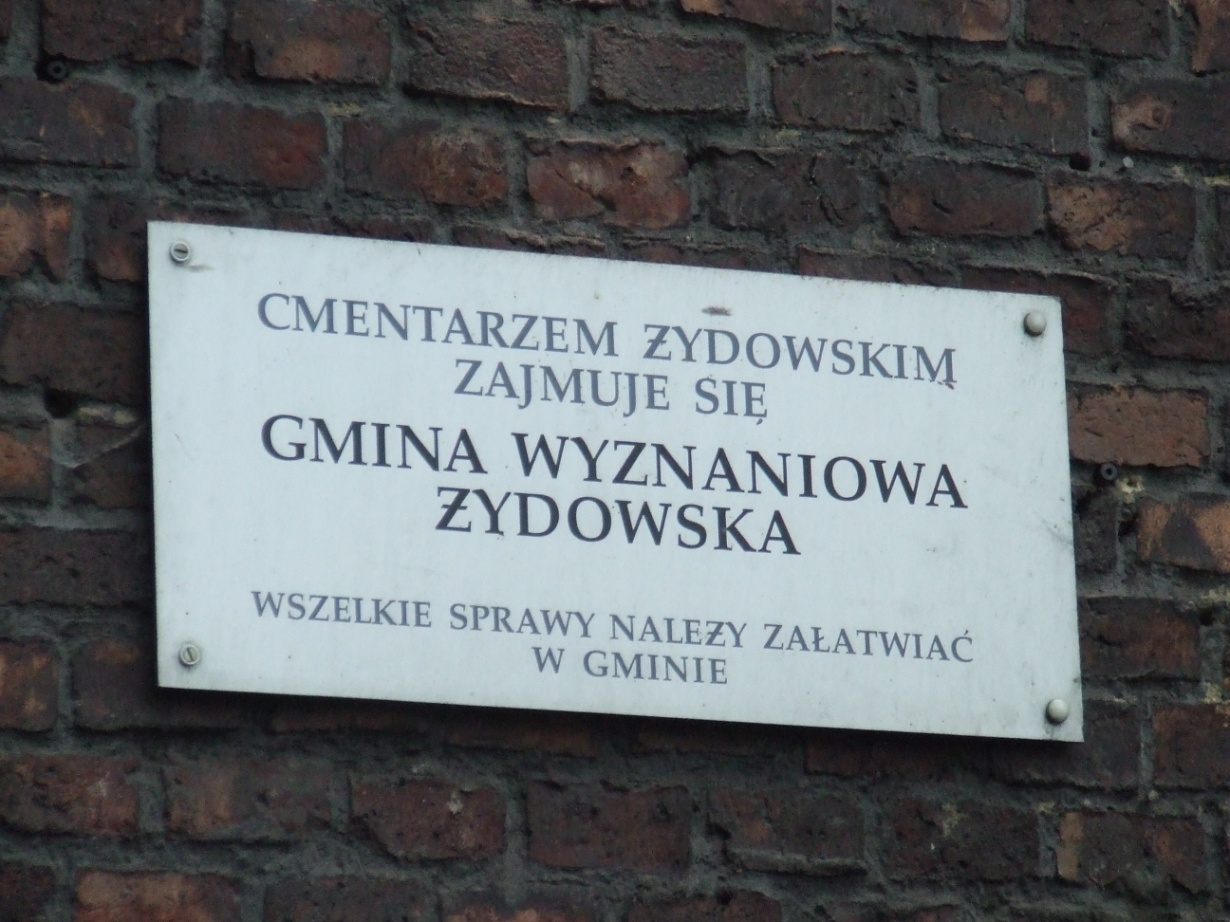 CMENTARZEM ŻYDOWSKIM
ZAJMUJE SIĘ
GMINA WYZNANIOWA
ŻYDOWSKA
WSZELKIE SPRAWY NALEŻY ZAŁATWIAĆ
W GMINIE